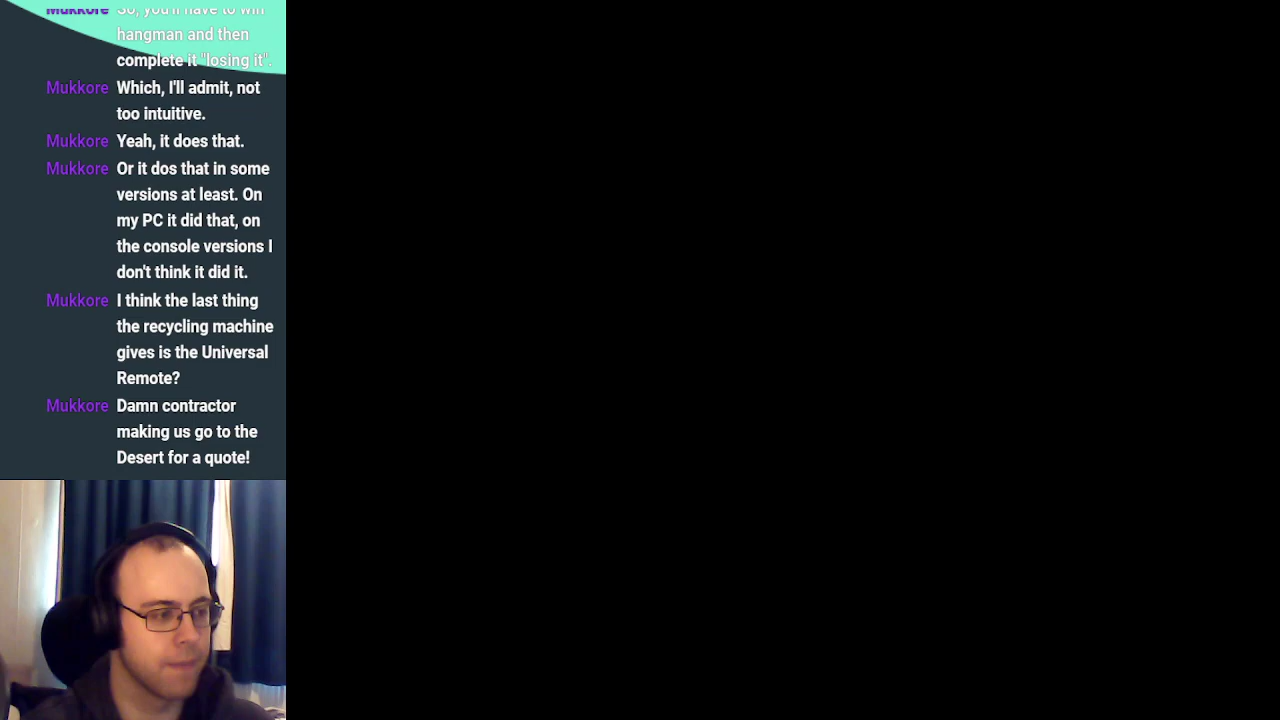 Mukkore So, you'll have to win
hangman and then
complete it "losing it".
Mukkore Which, I'll admit, not
too intuitive.
Mukkore Yeah, it does that.
Mukkore Or it dos that in some
versions at least. On
my PC it did that, on
the console versions I
don't think it did it.
Mukkore I think the last thing
the recycling machine
gives is the Universal
Remote?
Mukkore Damn contractor
making us go to the
Desert for a quote!